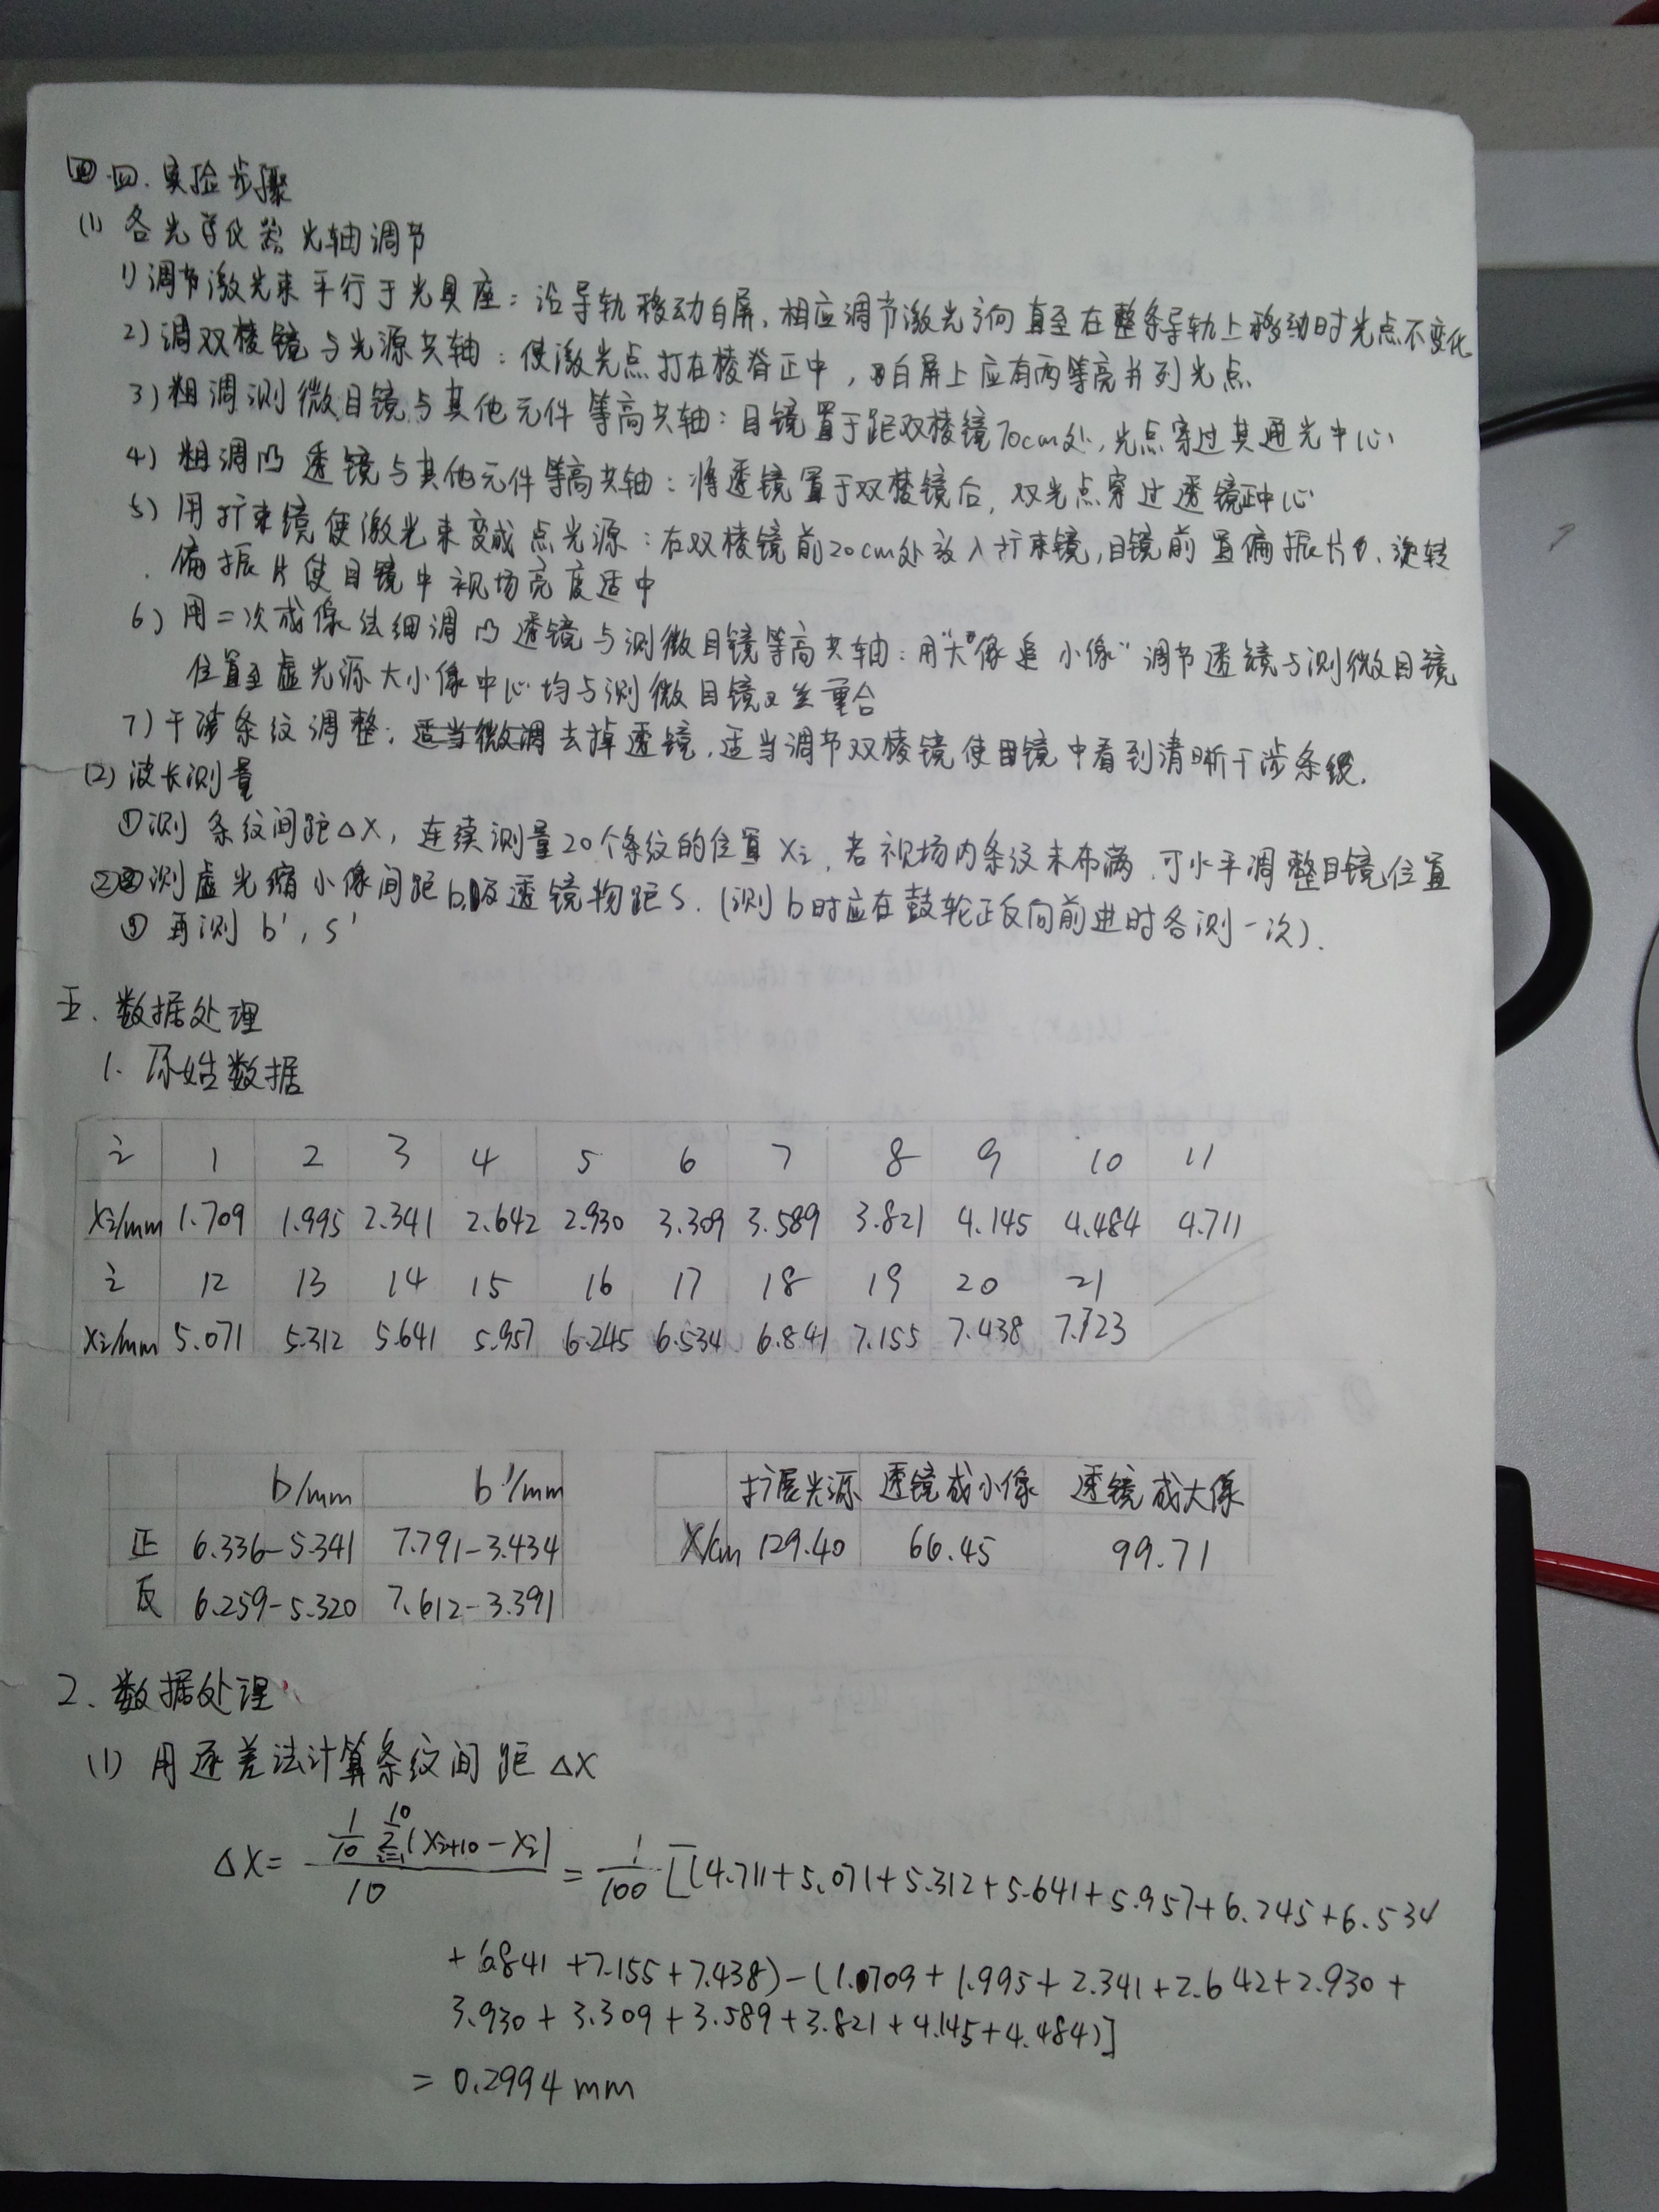 四.实验步骤
(1) 各光学仪器光轴调节
1) 调节激光束平行于光具座：沿导轨移动白屏，相应调节激光方向直至在整条导轨上移动时光点不变化
2) 调双棱镜与光源共轴：使激光点打在棱脊正中，白屏上应有两等亮并列光点
3) 粗调测微目镜与其他元件等高共轴：目镜置于距双棱镜70cm处，光点穿过其通光中心
4) 粗调凸透镜与其他元件等高共轴：将透镜置于双棱镜后，双光点穿过透镜正中心
5) 用扩束镜使激光束变成点光源：在双棱镜前20cm处放入扩束镜，目镜前置偏振片，旋转
偏振片使目镜中视场亮度适中
6) 用二次成像法细调凸透镜与测微目镜等高共轴：用"大像追小像"调节透镜与测微目镜
位置至虚光源大小像中心均与测微目镜叉丝重合
7) 干涉条纹调整：适当微调去掉透镜，适当调节双棱镜使目镜中看到清晰干涉条纹.
(2) 波长测量
①测条纹间距△X，连续测量20个条纹的位置Xi，若视场内条纹未布满，可水平调整目镜位置
②测虚光缩小像间距b,及透镜物距S.(测b时应在鼓轮正反向前进时各测一次).
③ 再测 b', s'
五.数据处理
1. 原始数据
i 1 2 3 4 5 6 7 8 9 10 11
Xi/mm 1.709 1.995 2.341 2.642 2.930 3.309 3.589 3.821 4.145 4.484 4.711
i 12 13 14 15 16 17 18 19 20 21
Xi/mm 5.071 5.312 5.641 5.957 6.245 6.534 6.841 7.155 7.438 7.723
b/mm b'/mm
正 6.336-5.341 7.791-3.434
反 6.259-5.320 7.612-3.391
扩展光源 透镜成小像 透镜成大像
X/cm 129.40 66.45 99.71
2. 数据处理
(1) 用逐差法计算条纹间距 △X
△X= \frac{\frac{1}{10}\sum_{i=1}^{10}(X_{i+10}-X_i)}{10} = \frac{1}{100}[(4.711+5.071+5.312+5.641+5.957+6.245+6.534
+6.841+7.155+7.438)-(1.0709+1.995+2.341+2.642+2.930+
3.930+3.309+3.589+3.821+4.145+4.484)]
= 0.2994 mm